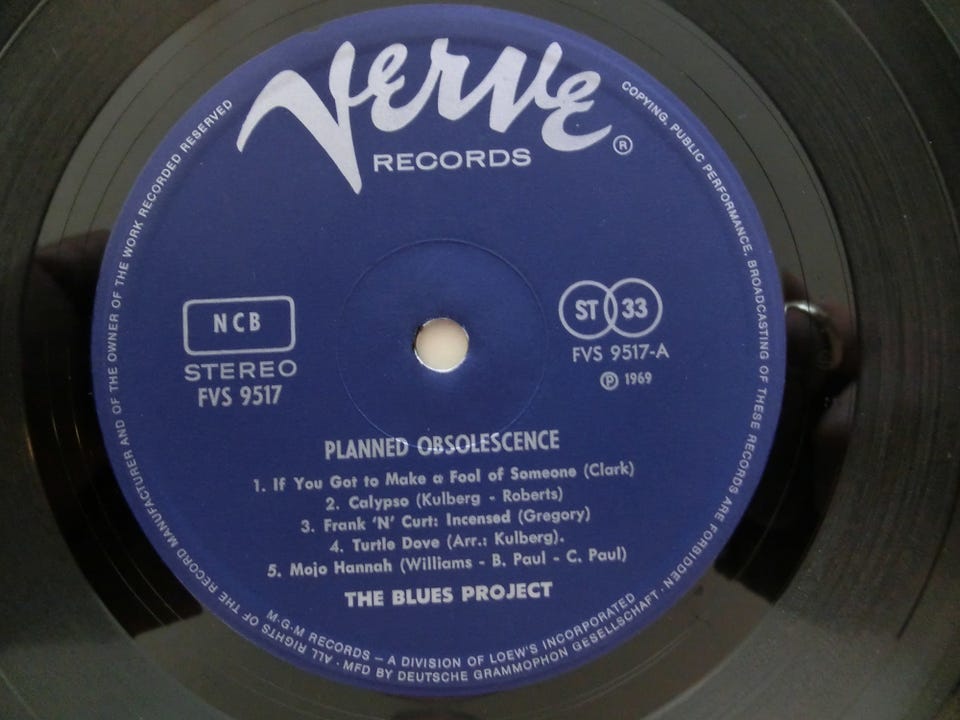 Verve
RECORDS
®
NCB
STEREO
FVS 9517
ST 33
FVS 9517-A
℗ 1969
PLANNED OBSOLESCENCE
1. If You Got to Make a Fool of Someone (Clark)
2. Calypso (Kulberg - Roberts)
3. Frank 'N' Curt: Incensed (Gregory)
4. Turtle Dove (Arr.: Kulberg).
5. Mojo Hannah (Williams - B. Paul - C. Paul)
THE BLUES PROJECT
M·G·M RECORDS – A DIVISION OF LOEW'S INCORPORATED
ALL RIGHTS OF THE RECORD MANUFACTURER AND OF THE OWNER OF THE WORK RECORDED RESERVED
COPYING, PUBLIC PERFORMANCE, BROADCASTING OF THESE RECORDS ARE FORBIDDEN
· MFD BY DEUTSCHE GRAMMOPHON GESELLSCHAFT ·